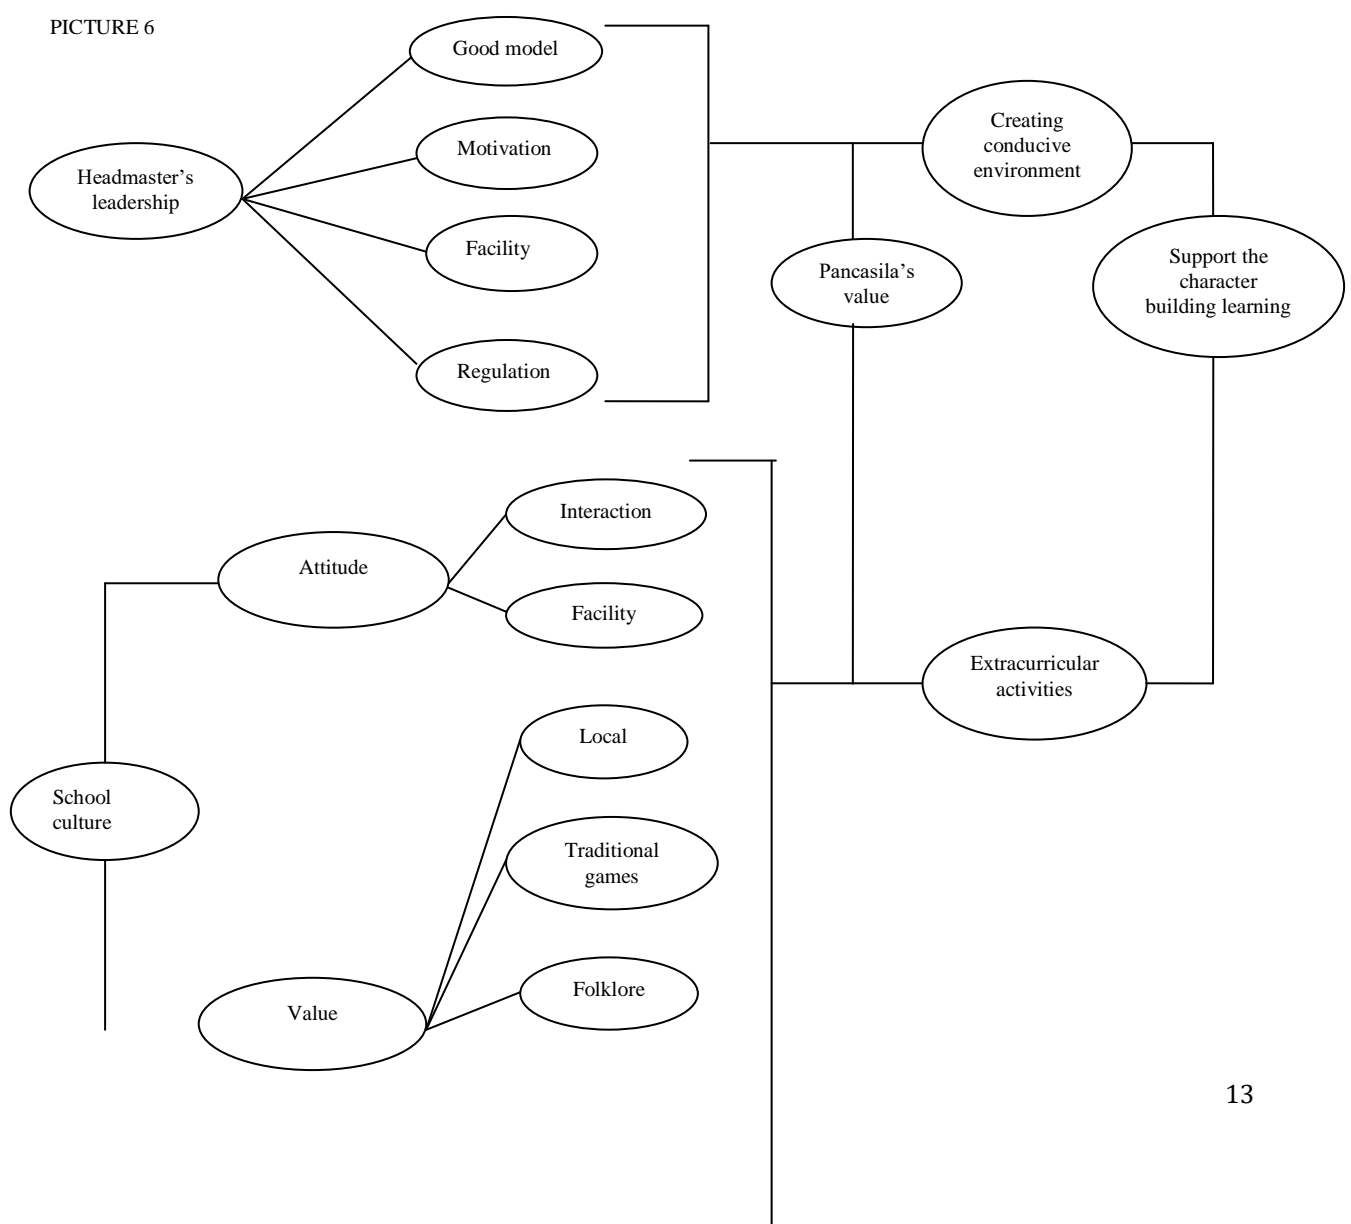 PICTURE 6
Good model
Motivation
Headmaster’s
leadership
Facility
Regulation
Creating
conducive
environment
Pancasila’s
value
Support the
character
building learning
Interaction
Attitude
Facility
Extracurricular
activities
Local
School
culture
Traditional
games
Folklore
Value
13